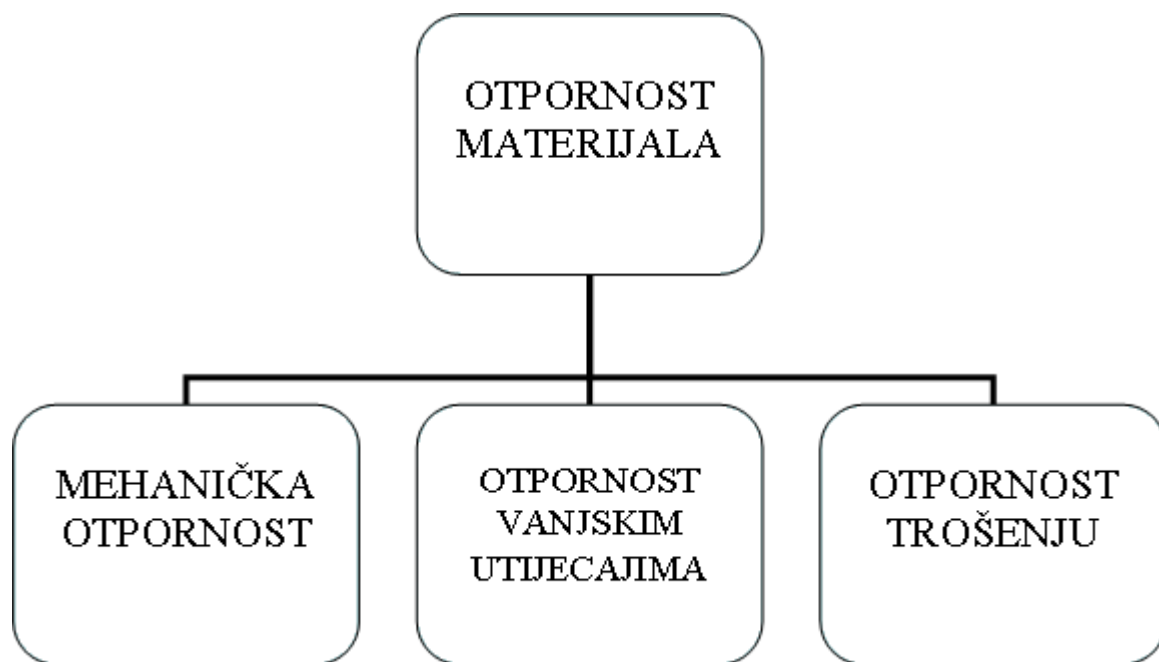 OTPORNOST
MATERIJALA
MEHANIČKA
OTPORNOST
OTPORNOST
VANJSKIM
UTIJECAJIMA
OTPORNOST
TROŠENJU